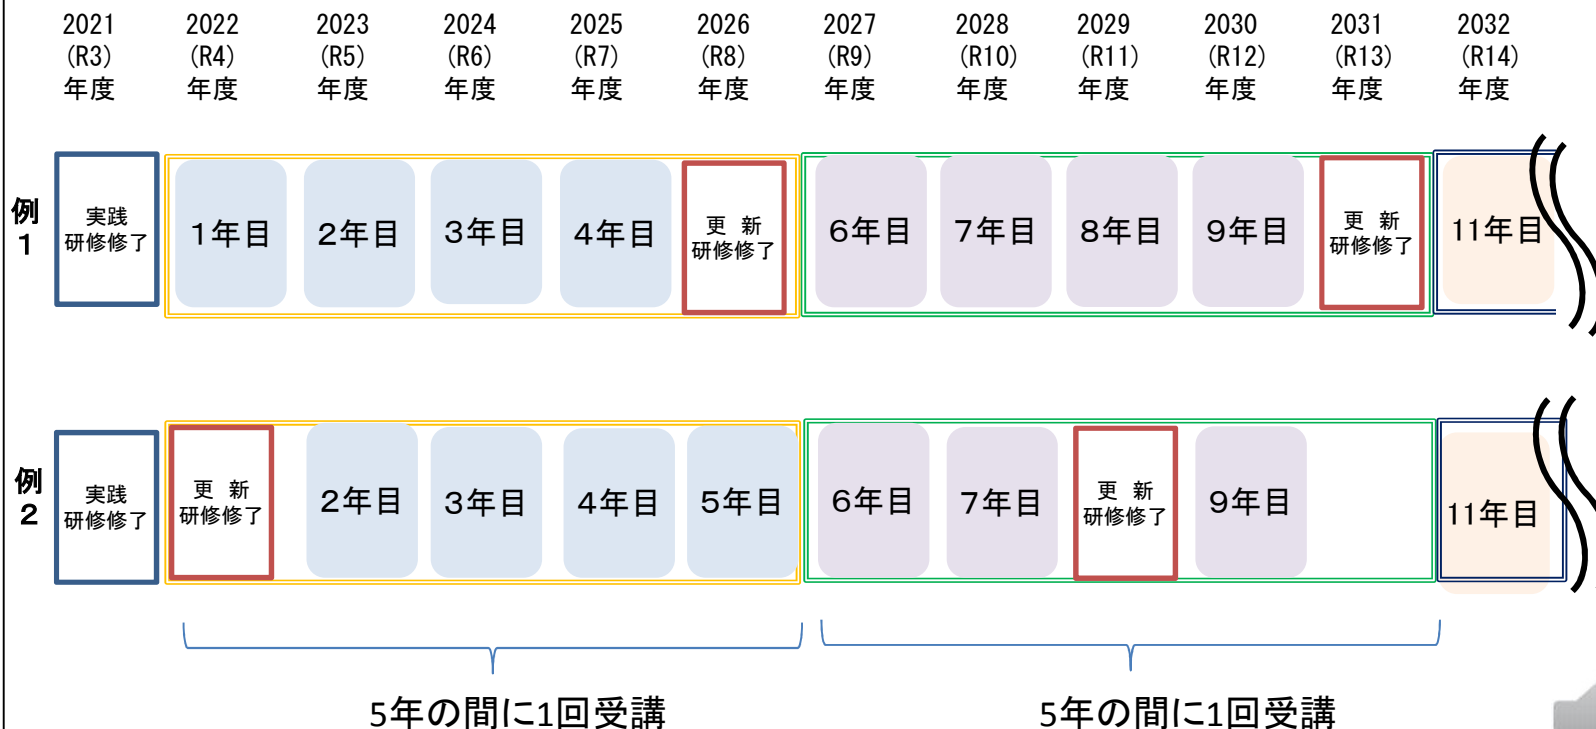 2021 2022 2023 2024 2025 2026 2027 2028 2029 2030 2031 2032
(R3) (R4) (R5) (R6) (R7) (R8) (R9) (R10) (R11) (R12) (R13) (R14)
年度 年度 年度 年度 年度 年度 年度 年度 年度 年度 年度 年度
例
1
実践
研修修了
1年目
2年目
3年目
4年目
更 新
研修修了
6年目
7年目
8年目
9年目
更 新
研修修了
11年目
例
2
実践
研修修了
更 新
研修修了
2年目
3年目
4年目
5年目
6年目
7年目
更 新
研修修了
9年目
11年目
5年の間に1回受講
5年の間に1回受講